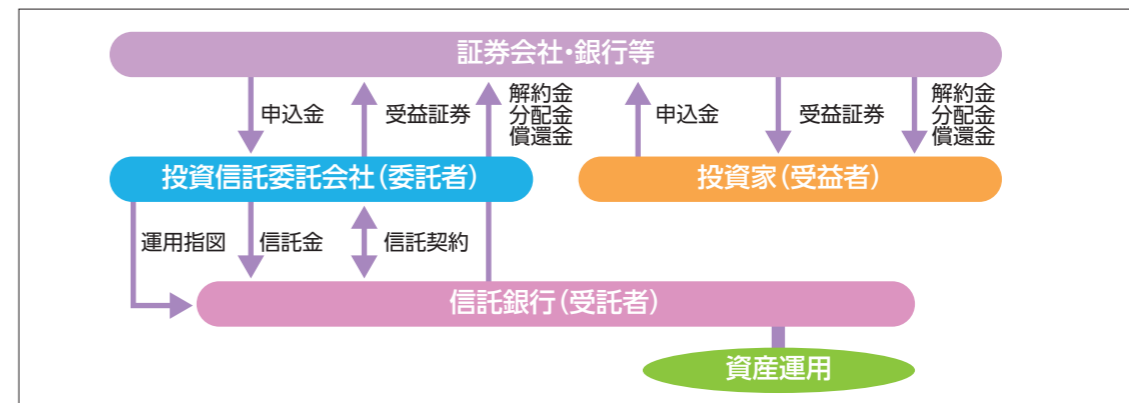 証券会社・銀行等
申込金
受益証券
解約金
分配金
償還金
申込金
受益証券
解約金
分配金
償還金
投資信託委託会社(委託者)
投資家(受益者)
運用指図
信託金
信託契約
信託銀行(受託者)
資産運用